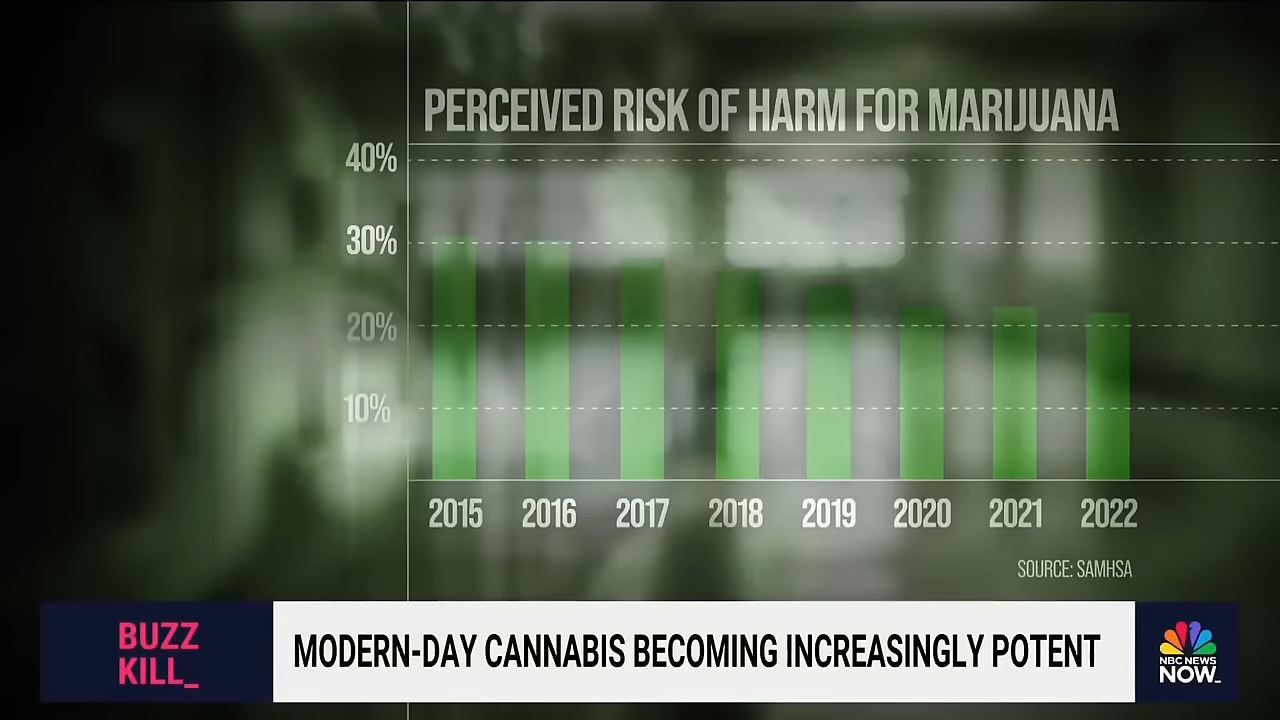 PERCEIVED RISK OF HARM FOR MARIJUANA
40%
30%
20%
10%
2015 2016 2017 2018 2019 2020 2021 2022
SOURCE: SAMHSA
BUZZ
KILL_
MODERN-DAY CANNABIS BECOMING INCREASINGLY POTENT
NBC NEWS
NOW_